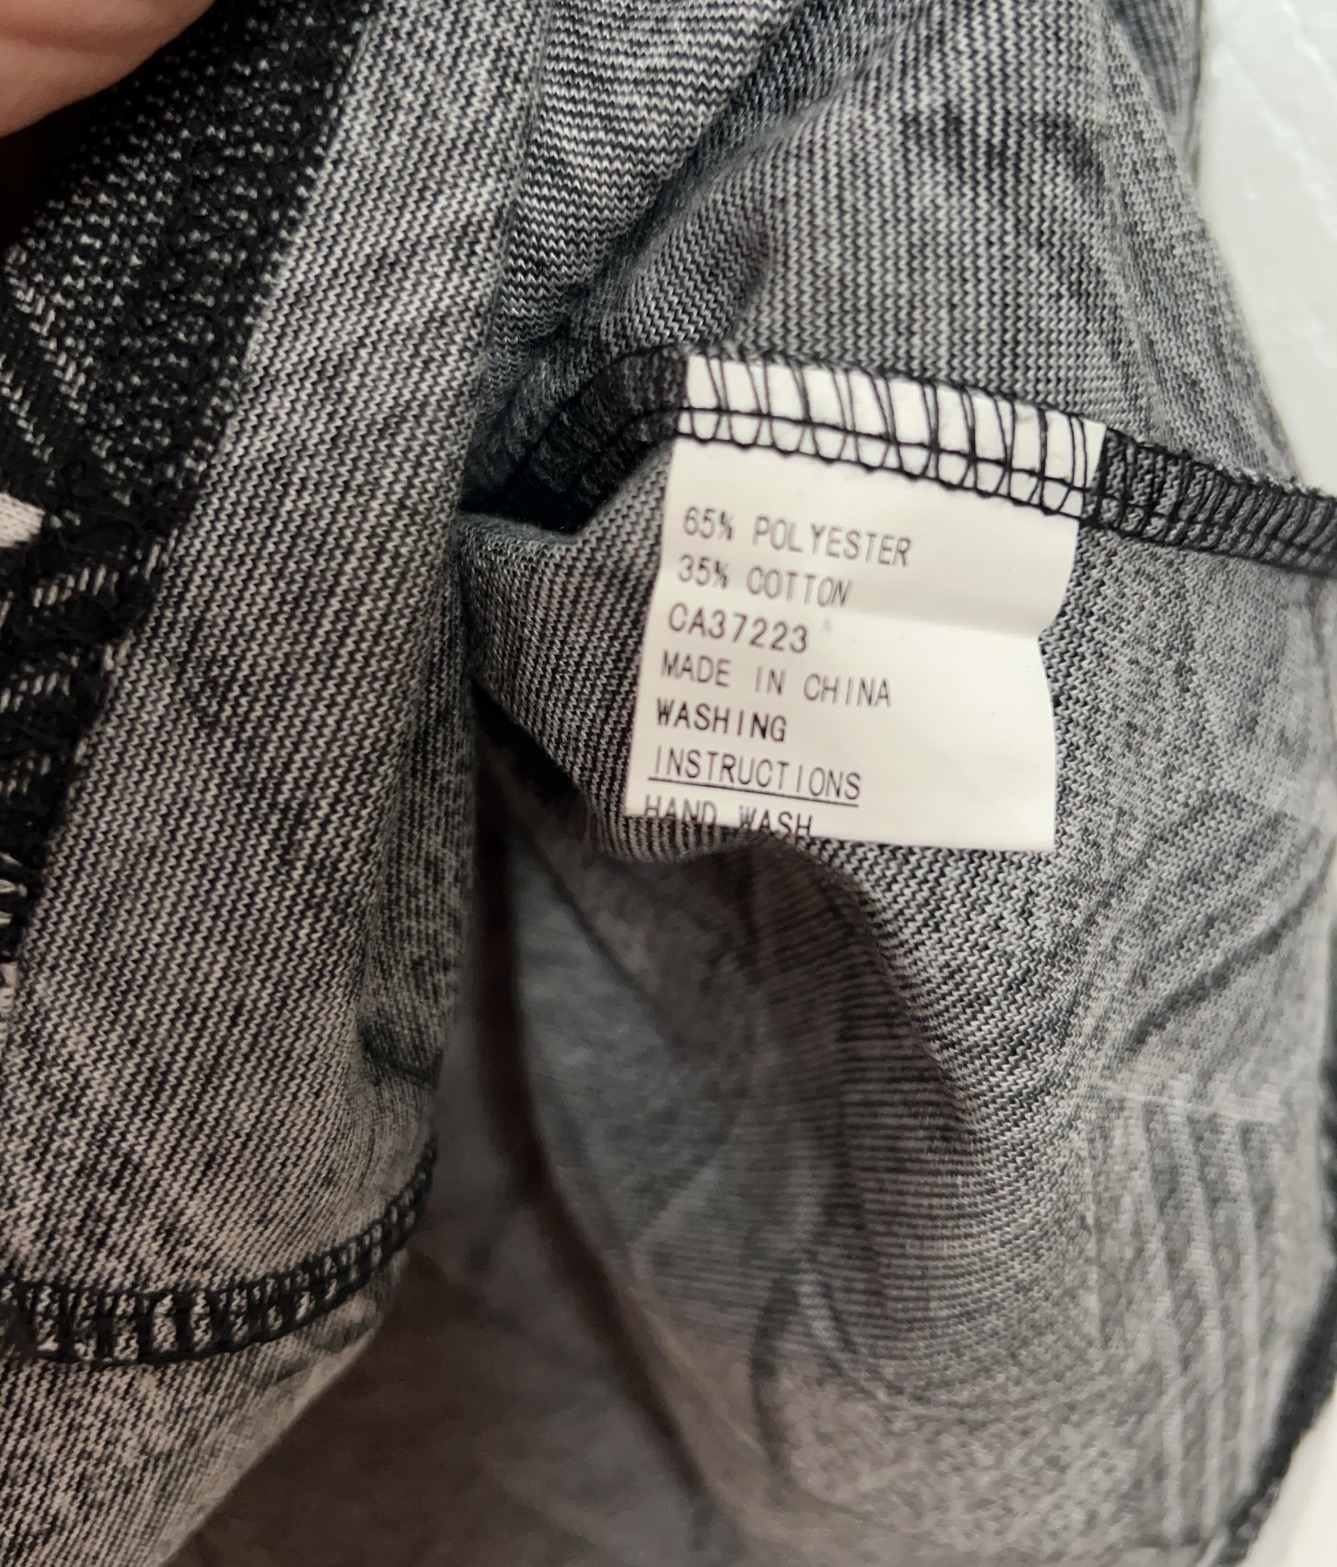 65% POLYESTER
35% COTTON
CA37223
MADE IN CHINA
WASHING
INSTRUCTIONS
HAND WASH